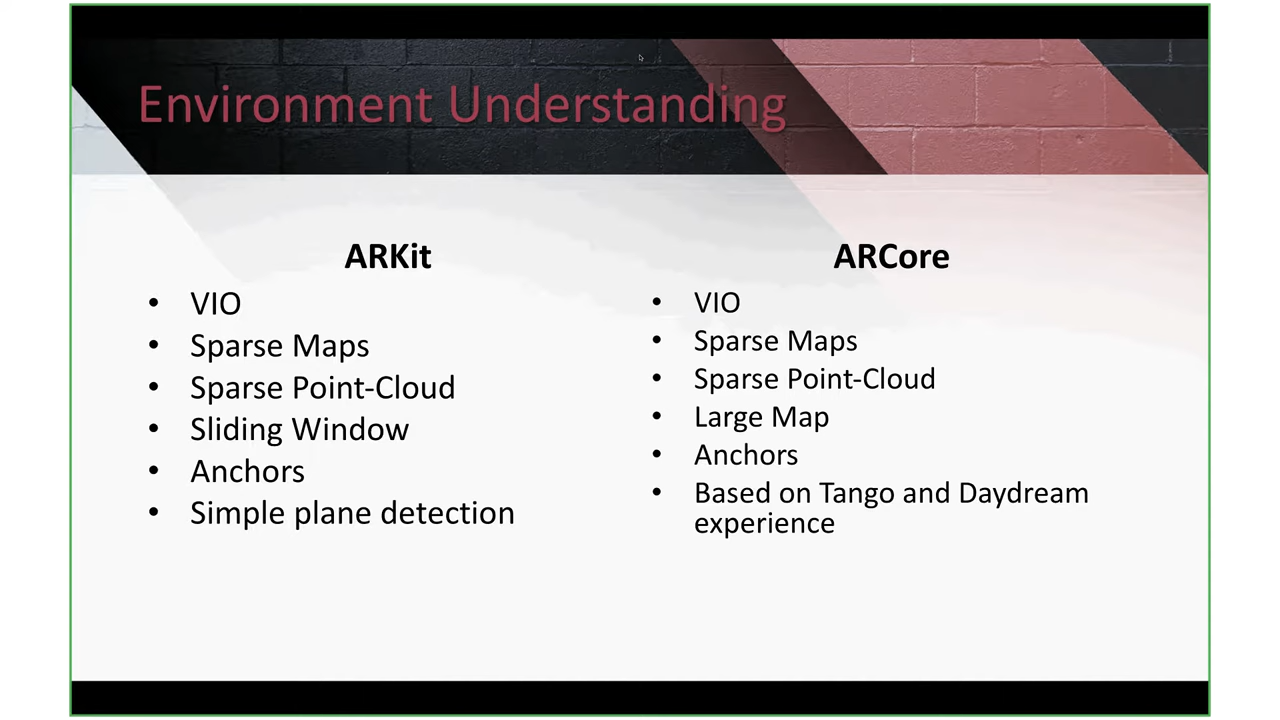 Environment Understanding
ARKit
• VIO
• Sparse Maps
• Sparse Point-Cloud
• Sliding Window
• Anchors
• Simple plane detection
ARCore
• VIO
• Sparse Maps
• Sparse Point-Cloud
• Large Map
• Anchors
• Based on Tango and Daydream
experience